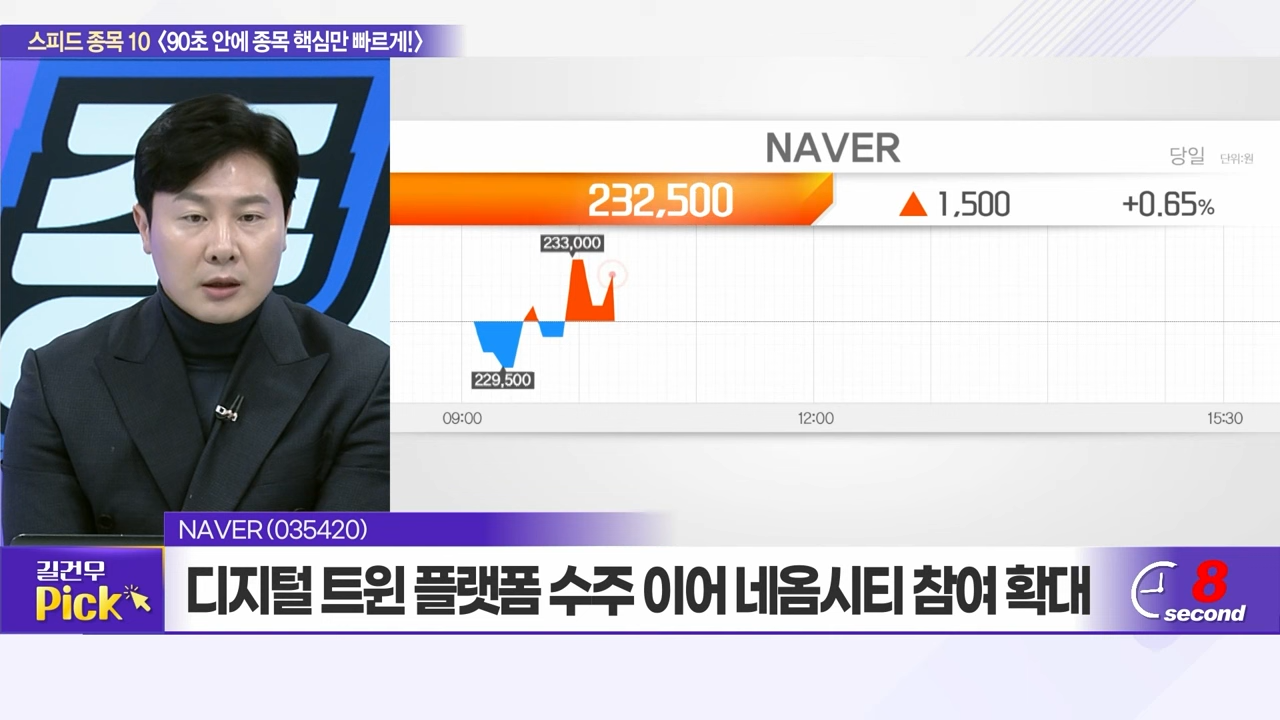 스피드 종목 10 <90초 안에 종목 핵심만 빠르게!>
NAVER
당일 단위:원
232,500 ▲ 1,500 +0.65%
233,000
229,500
09:00 12:00 15:30
NAVER(035420)
길건무
Pick
디지털 트윈 플랫폼 수주 이어 네옴시티 참여 확대
8
second